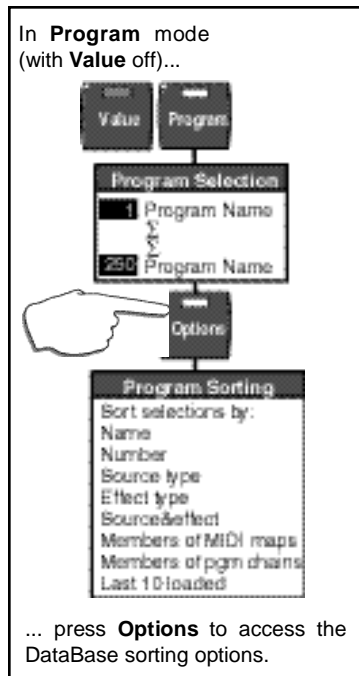 In Program mode
(with Value off)...
Value Program
Program Selection
1 Program Name
Σ
Σ
250 Program Name
Options
Program Sorting
Sort selections by:
Name
Number
Source type
Effect type
Source&effect
Members of MIDI maps
Members of pgm chains
Last 10 loaded
... press Options to access the
DataBase sorting options.